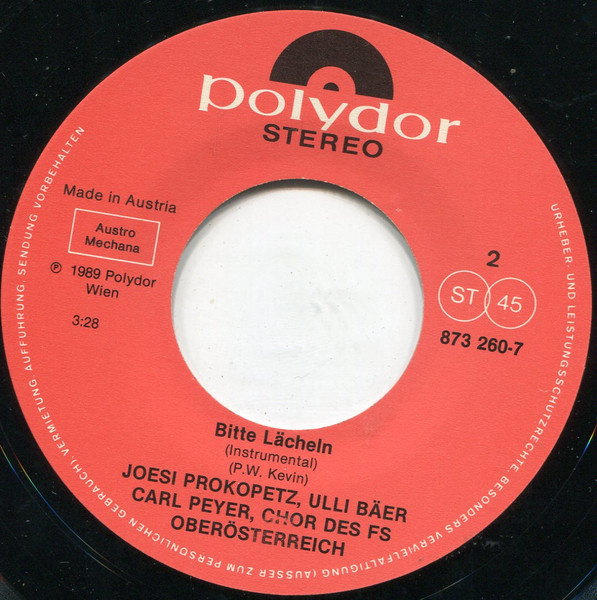 polydor
STEREO
Made in Austria
Austro
Mechana
℗ 1989 Polydor
Wien
3:28
2
ST 45
873 260-7
Bitte Lächeln
(Instrumental)
(P.W. Kevin)
JOESI PROKOPETZ, ULLI BÄER
CARL PEYER, CHOR DES FS
OBERÖSTERREICH
URHEBER- UND LEISTUNGSSCHUTZRECHTE, BESONDERS VERVIELFÄLTIGUNG (AUSSER ZUM PERSÖNLICHEN GEBRAUCH), VERMIETUNG, AUFFÜHRUNG, SENDUNG VORBEHALTEN